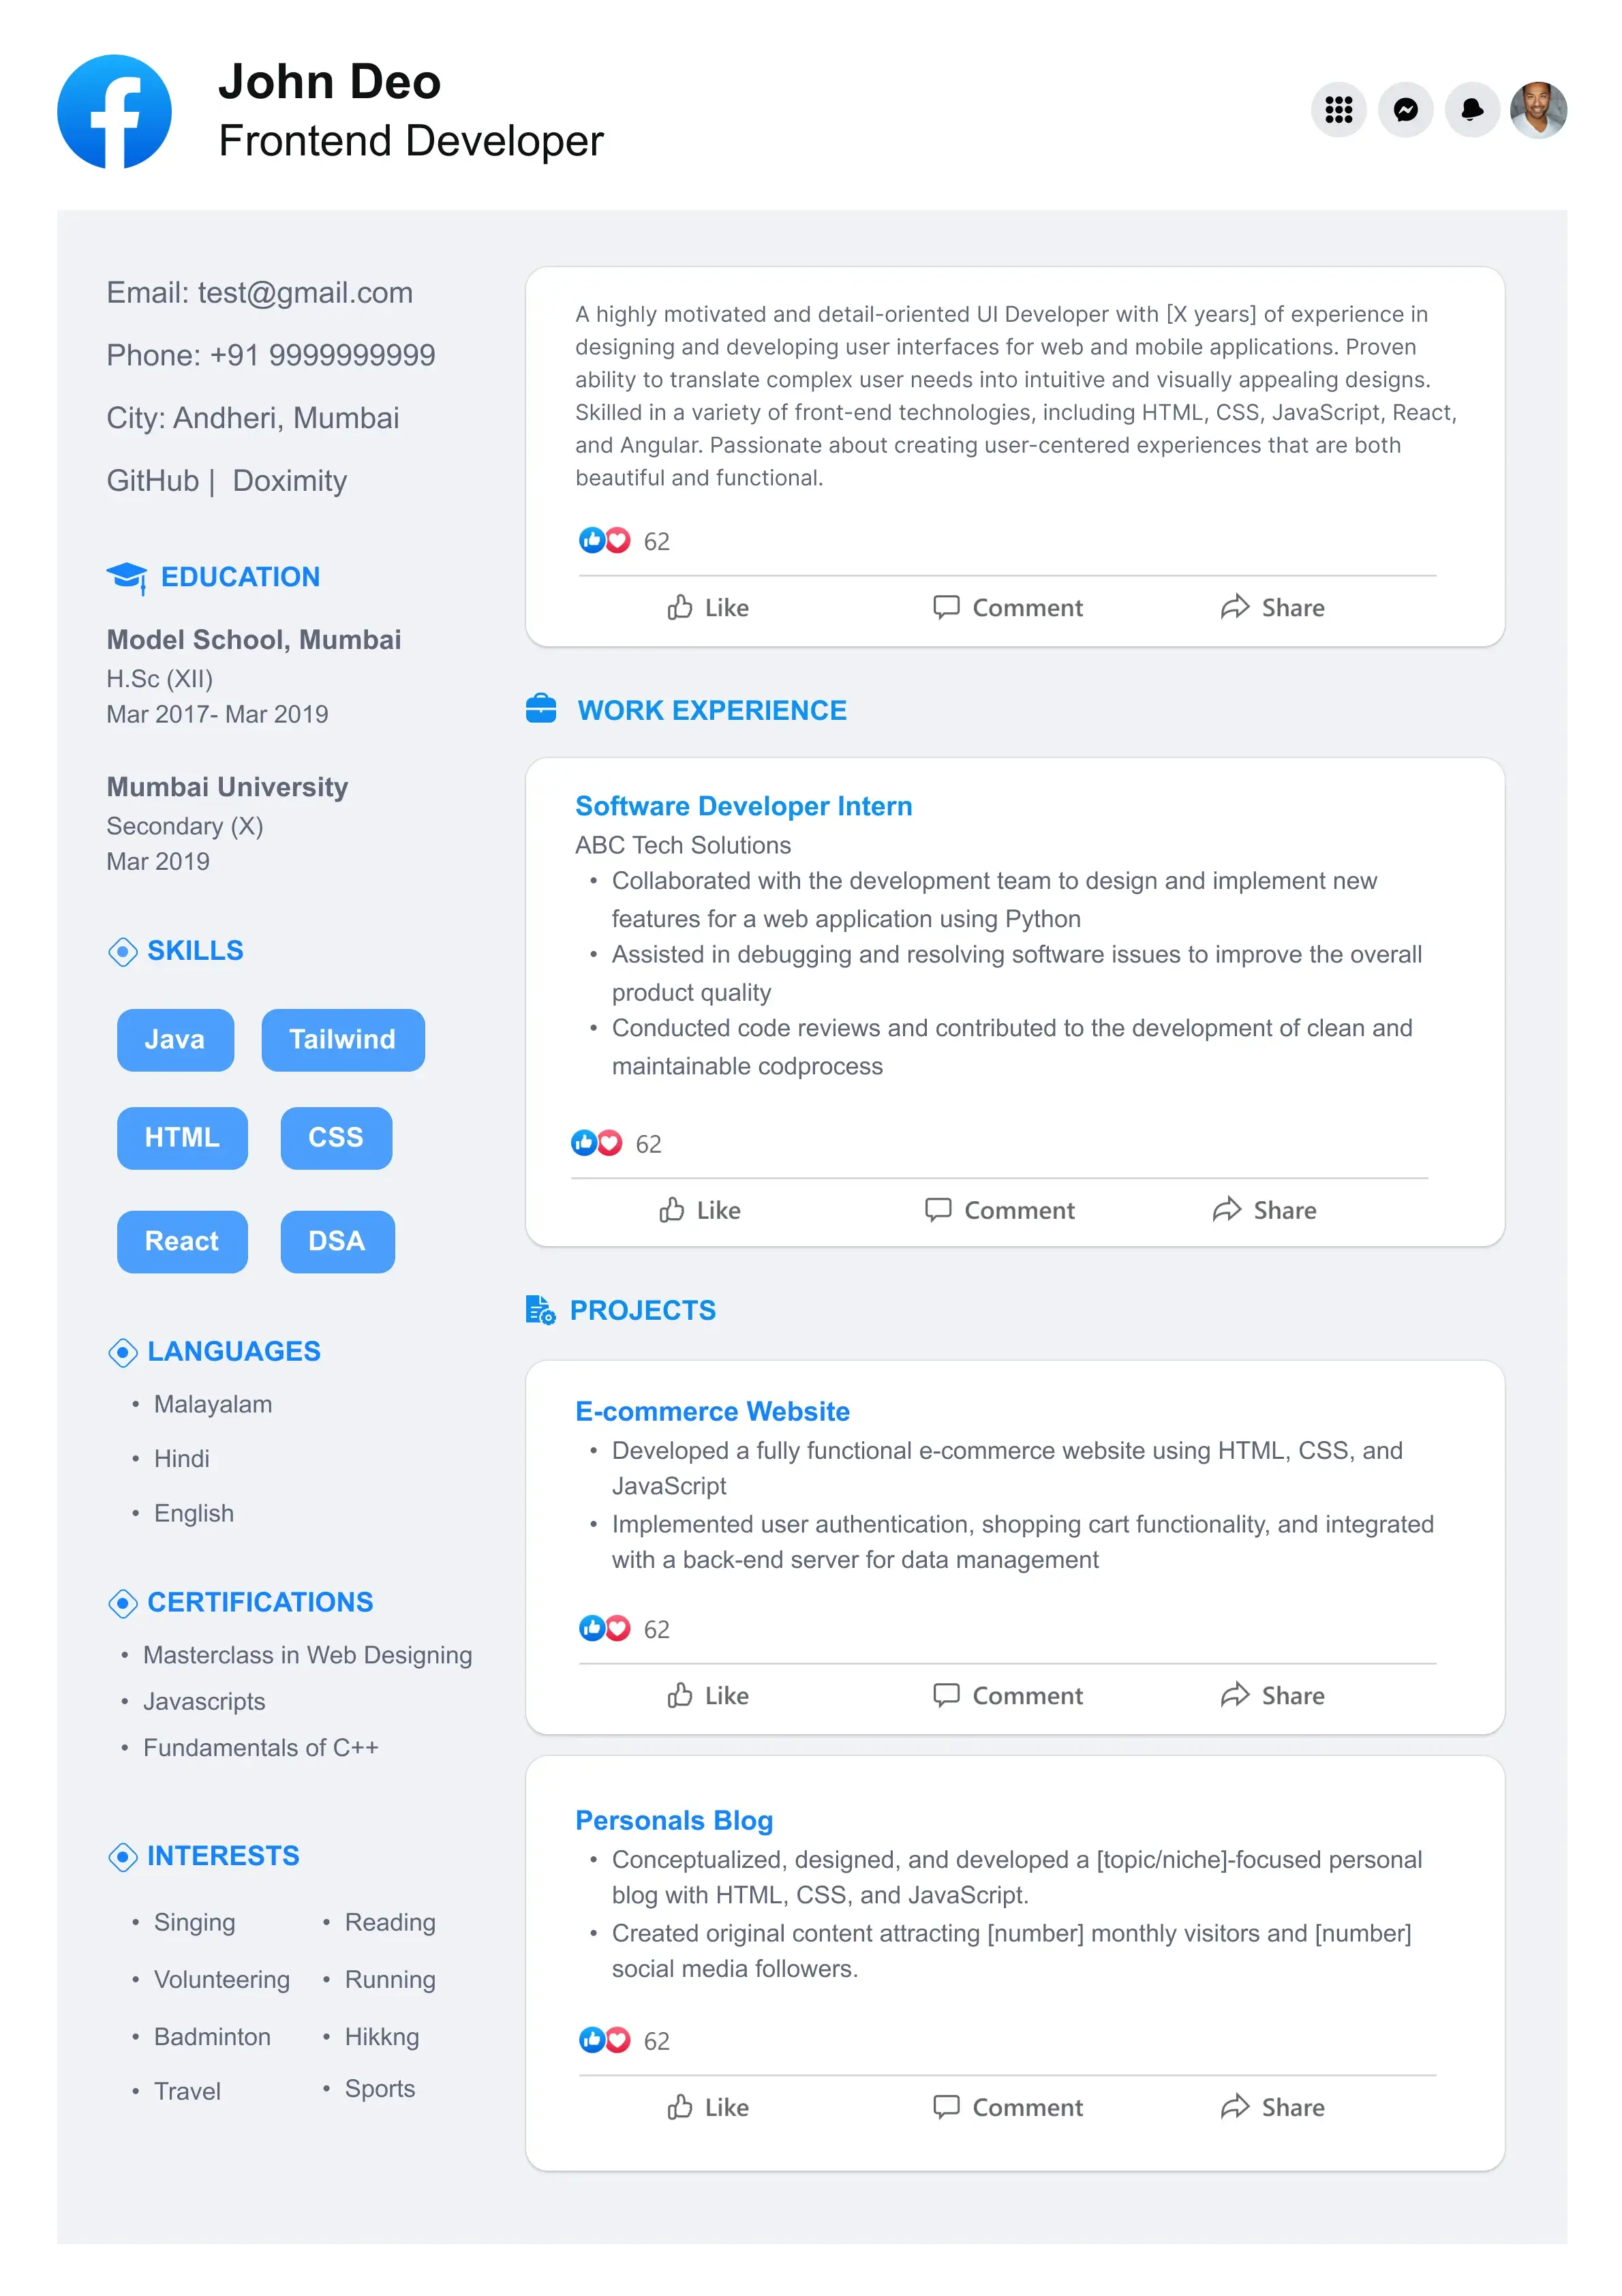 John Deo
Frontend Developer
Email: test@gmail.com
Phone: +91 9999999999
City: Andheri, Mumbai
GitHub |  Doximity
EDUCATION
Model School, Mumbai
H.Sc (XII)
Mar 2017- Mar 2019
Mumbai University
Secondary (X)
Mar 2019
SKILLS
Java
Tailwind
HTML
CSS
React
DSA
LANGUAGES
• Malayalam
• Hindi
• English
CERTIFICATIONS
• Masterclass in Web Designing
• Javascripts
• Fundamentals of C++
INTERESTS
• Singing
• Reading
• Volunteering
• Running
• Badminton
• Hikkng
• Travel
• Sports
A highly motivated and detail-oriented UI Developer with [X years] of experience in
designing and developing user interfaces for web and mobile applications. Proven
ability to translate complex user needs into intuitive and visually appealing designs.
Skilled in a variety of front-end technologies, including HTML, CSS, JavaScript, React,
and Angular. Passionate about creating user-centered experiences that are both
beautiful and functional.
62
Like Comment Share
WORK EXPERIENCE
Software Developer Intern
ABC Tech Solutions
• Collaborated with the development team to design and implement new
features for a web application using Python
• Assisted in debugging and resolving software issues to improve the overall
product quality
• Conducted code reviews and contributed to the development of clean and
maintainable codprocess
62
Like Comment Share
PROJECTS
E-commerce Website
• Developed a fully functional e-commerce website using HTML, CSS, and
JavaScript
• Implemented user authentication, shopping cart functionality, and integrated
with a back-end server for data management
62
Like Comment Share
Personals Blog
• Conceptualized, designed, and developed a [topic/niche]-focused personal
blog with HTML, CSS, and JavaScript.
• Created original content attracting [number] monthly visitors and [number]
social media followers.
62
Like Comment Share